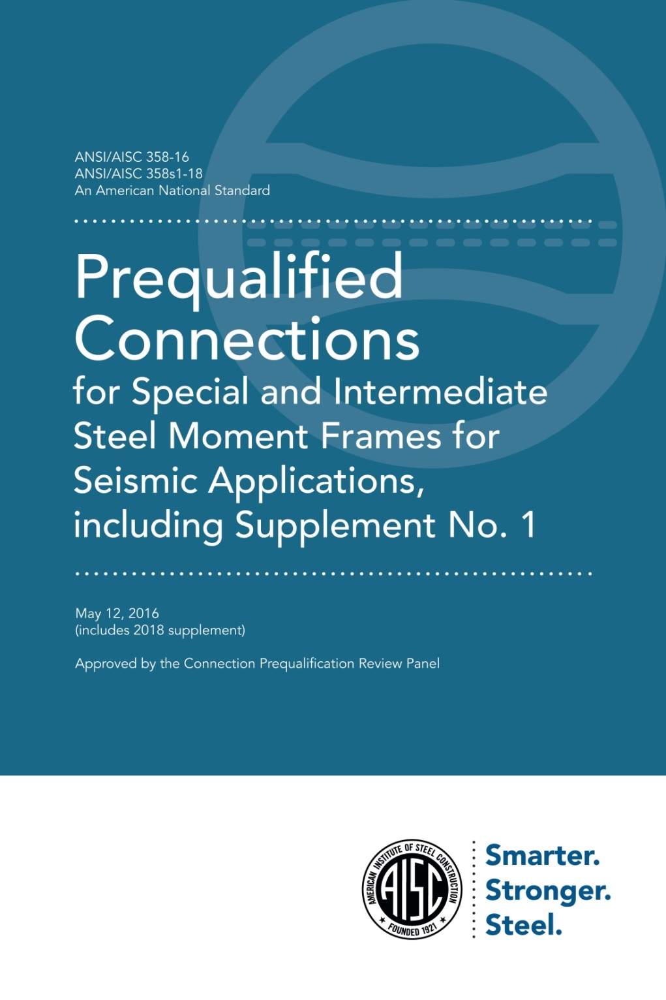 ANSI/AISC 358-16
ANSI/AISC 358s1-18
An American National Standard
Prequalified
Connections
for Special and Intermediate
Steel Moment Frames for
Seismic Applications,
including Supplement No. 1
May 12, 2016
(includes 2018 supplement)
Approved by the Connection Prequalification Review Panel
AMERICAN INSTITUTE OF STEEL CONSTRUCTION
AISC
FOUNDED 1921
Smarter.
Stronger.
Steel.